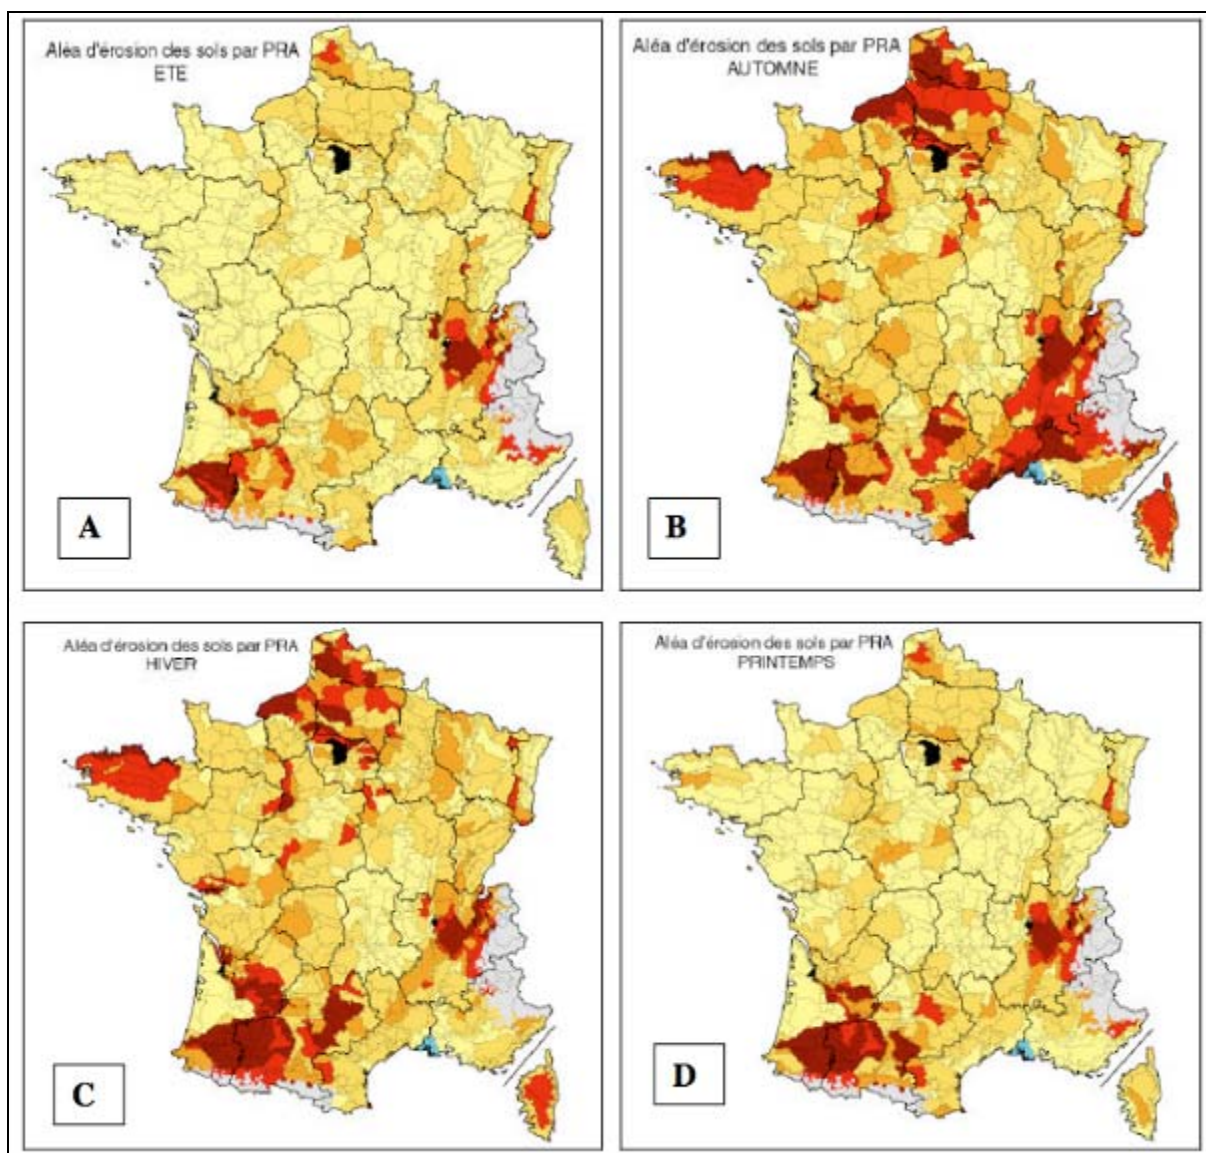 Aléa d'érosion des sols par PRA
ETE
A
Aléa d'érosion des sols par PRA
AUTOMNE
B
Aléa d'érosion des sols par PRA
HIVER
C
Aléa d'érosion des sols par PRA
PRINTEMPS
D